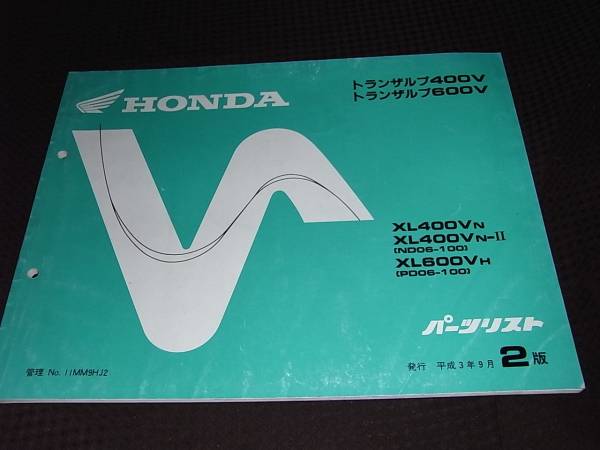 HONDA
トランザルプ400V
トランザルプ600V
XL400VN
XL400VN-II
(ND06-100)
XL600VH
(PD06-100)
パーツリスト
管理 No. 11MM9HJ2
発行 平成3年9月 2版